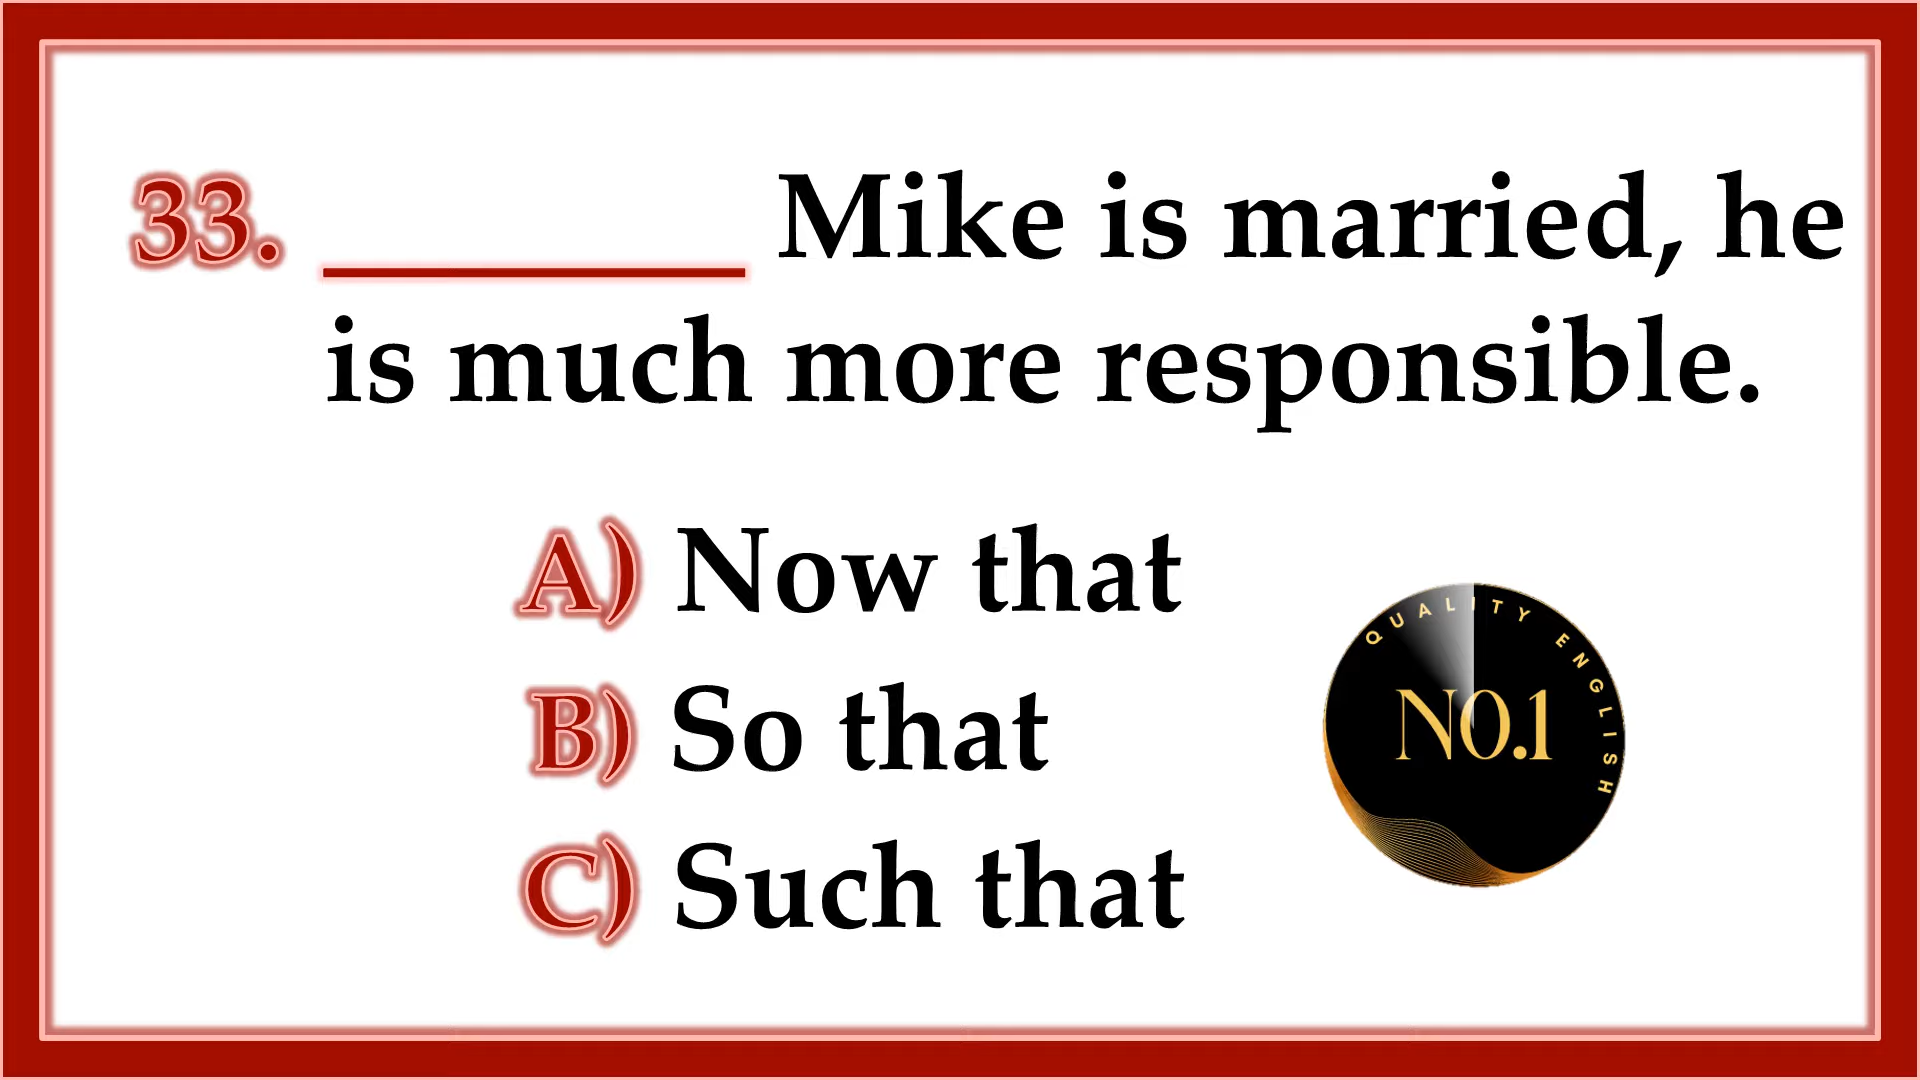 33. ________ Mike is married, he
is much more responsible.
A) Now that
B) So that
C) Such that
QUALITY ENGLISH
NO.1